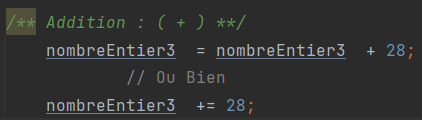 /** Addition : ( + ) **/
nombreEntier3 = nombreEntier3 + 28;
// Ou Bien
nombreEntier3 += 28;